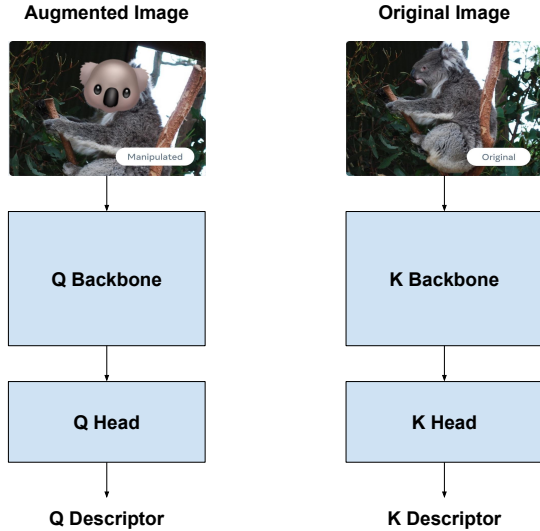 Augmented Image
Original Image
Manipulated
Original
Q Backbone
K Backbone
Q Head
K Head
Q Descriptor
K Descriptor